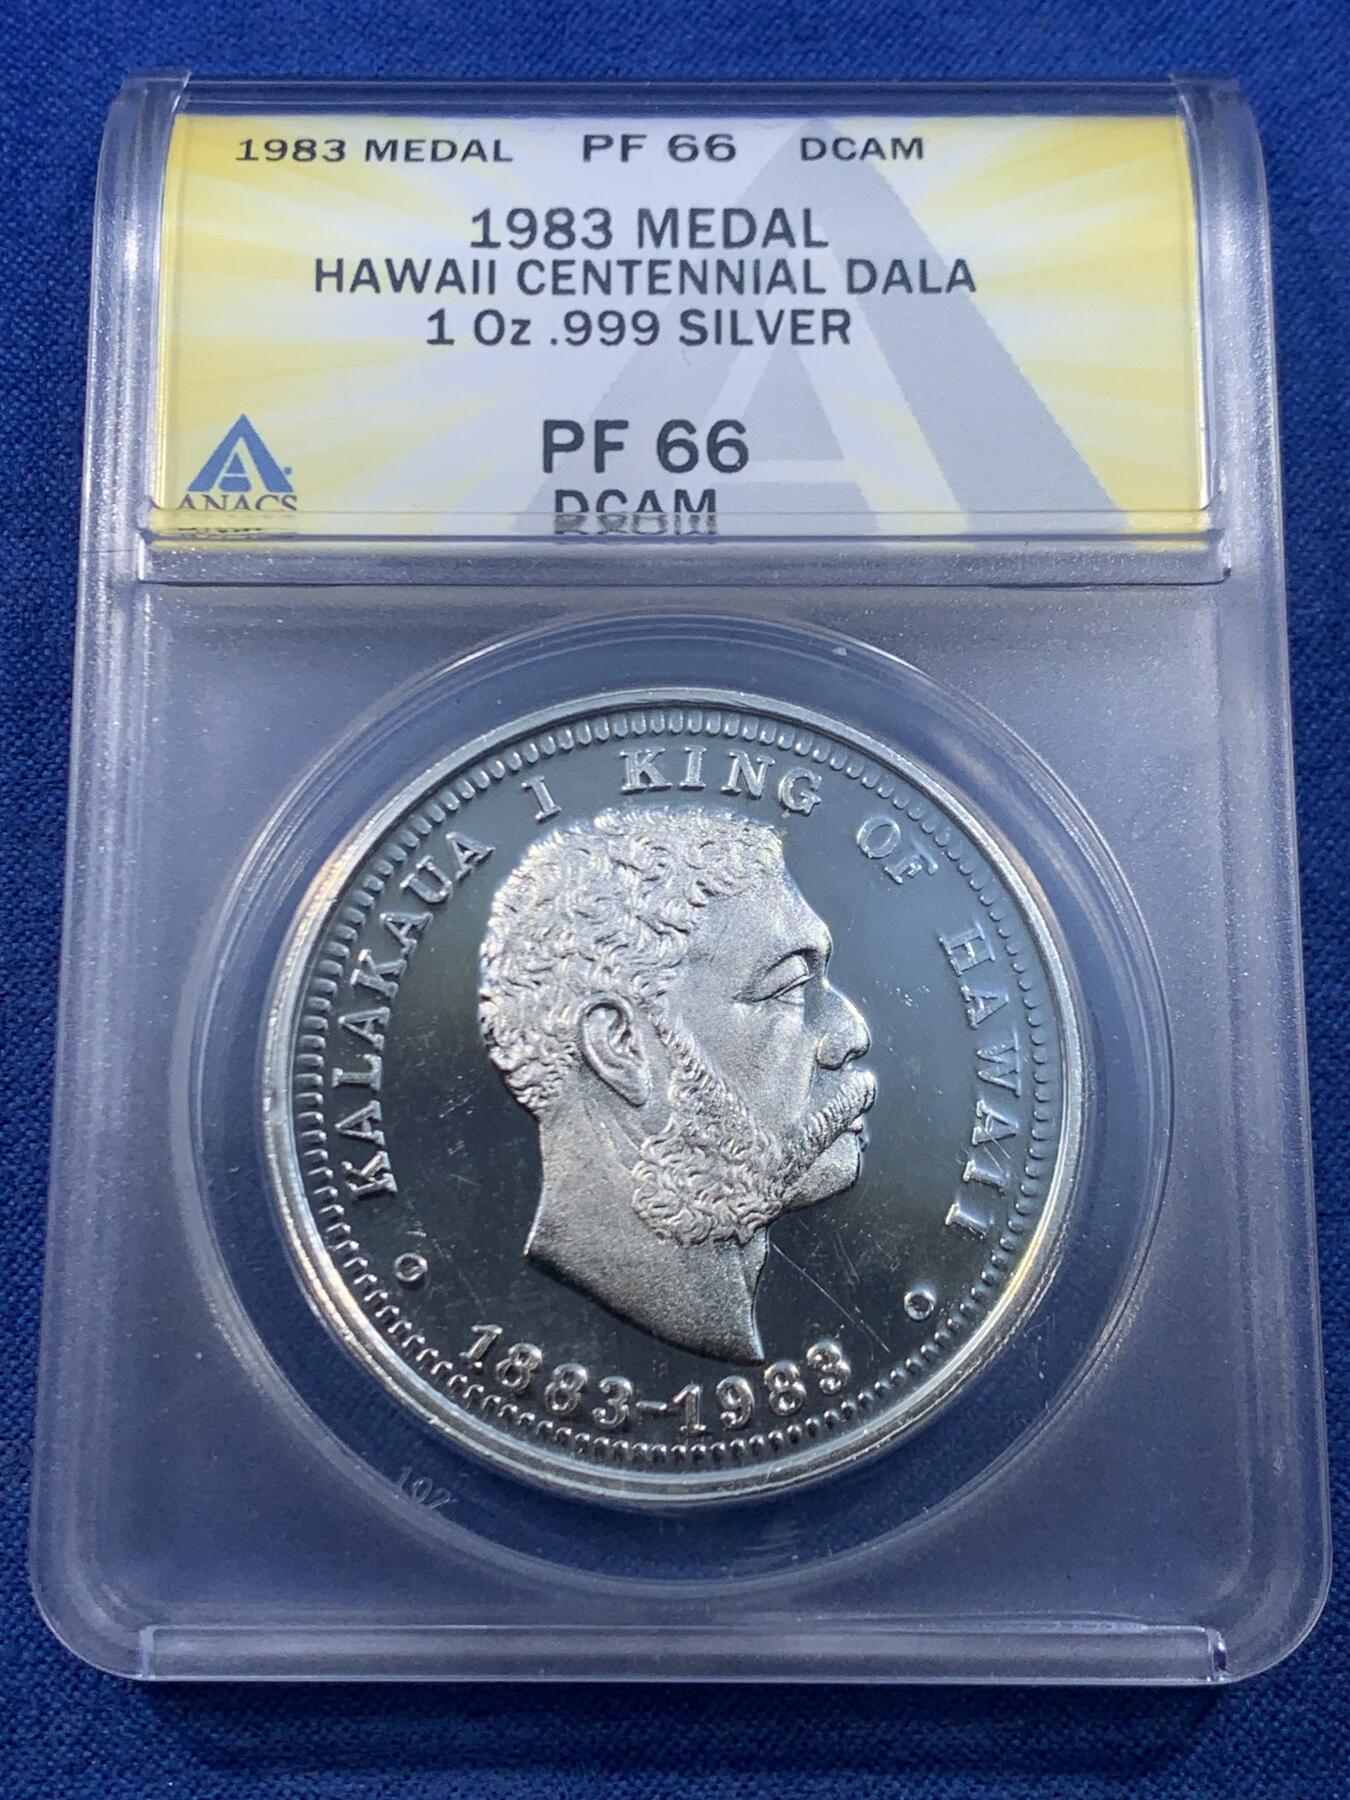 1983 MEDAL PF 66 DCAM
1983 MEDAL
HAWAII CENTENNIAL DALA
1 Oz .999 SILVER
PF 66
DCAM
ANACS
KALAKAUA I KING OF HAWAII
1883-1983
1OZ